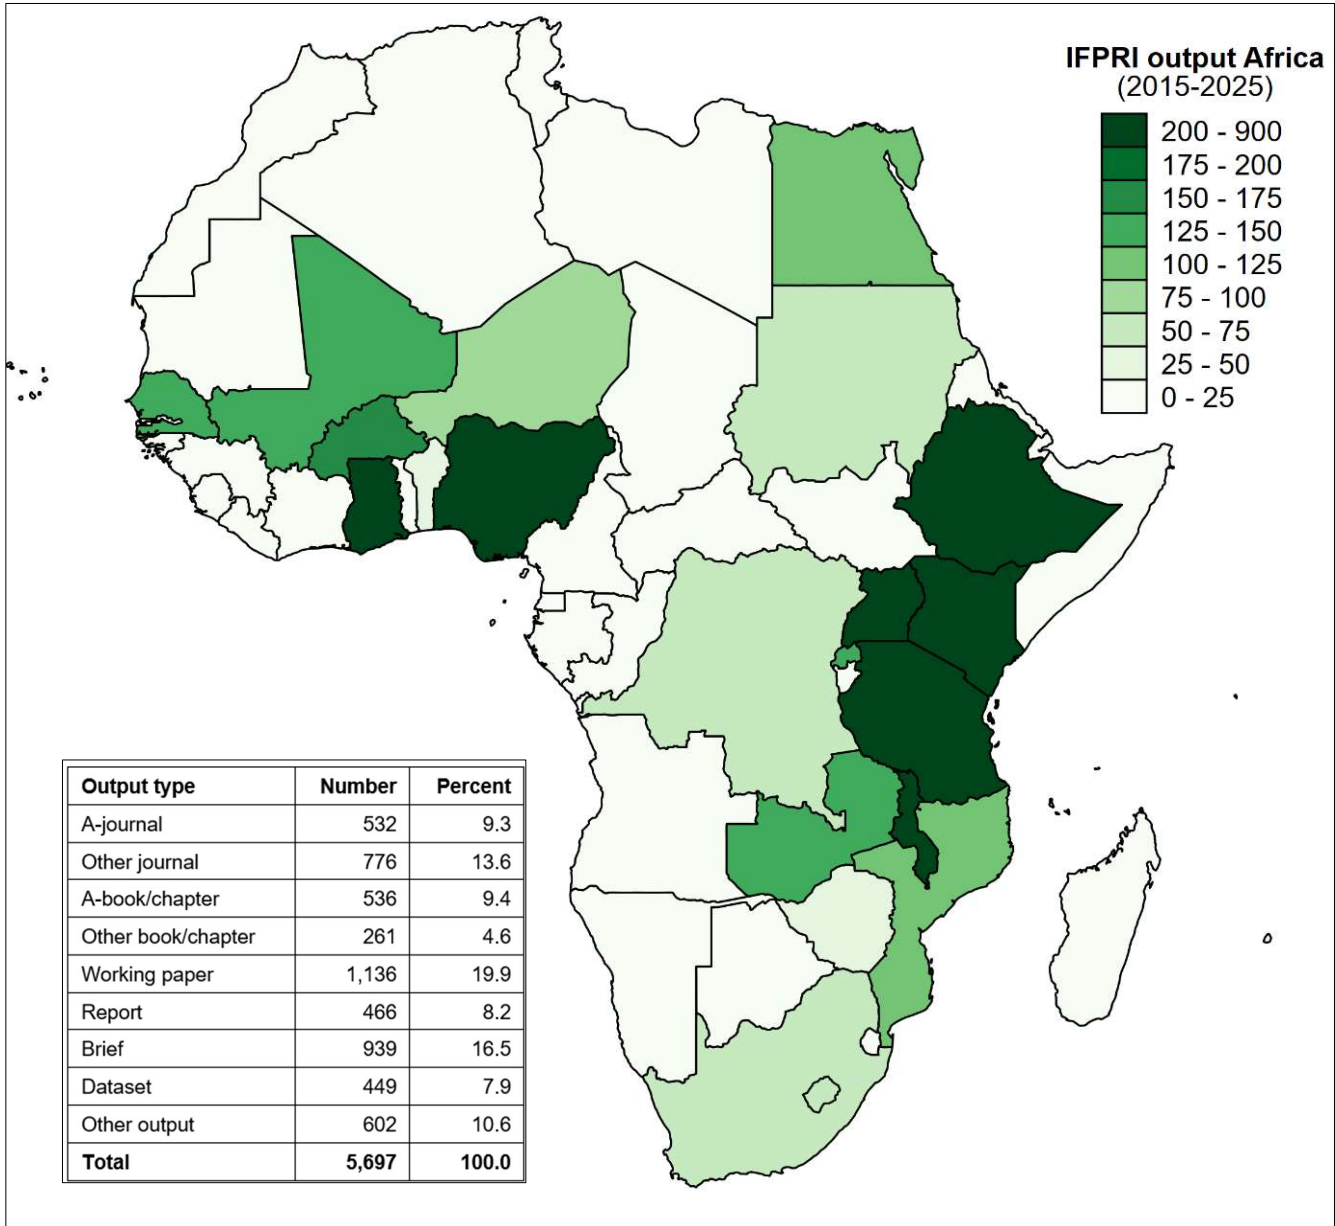 IFPRI output Africa
(2015-2025)
200 - 900
175 - 200
150 - 175
125 - 150
100 - 125
75 - 100
50 - 75
25 - 50
0 - 25
Output type Number Percent
A-journal 532 9.3
Other journal 776 13.6
A-book/chapter 536 9.4
Other book/chapter 261 4.6
Working paper 1,136 19.9
Report 466 8.2
Brief 939 16.5
Dataset 449 7.9
Other output 602 10.6
Total 5,697 100.0